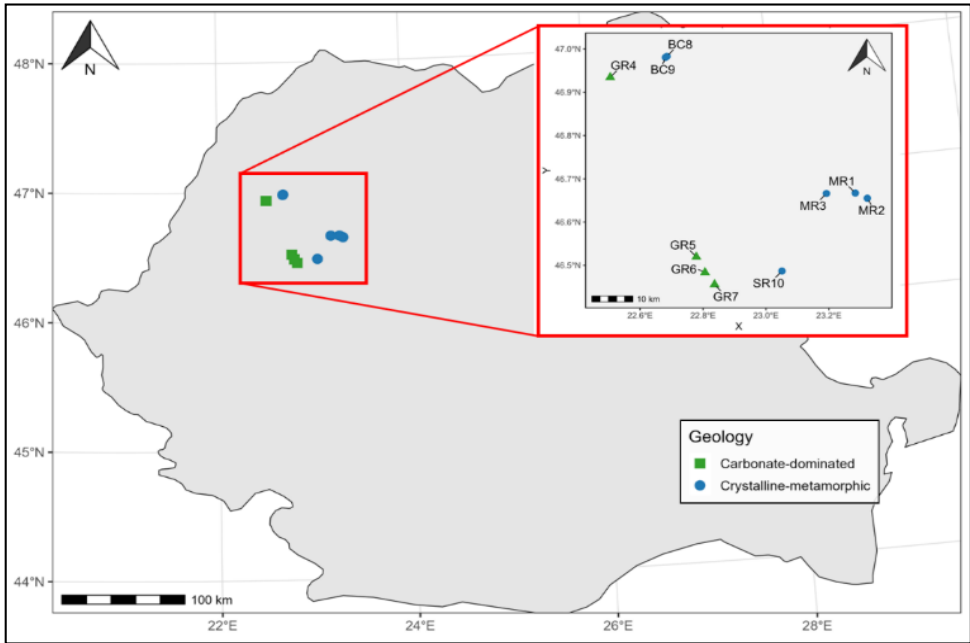 N
48°N
47°N
46°N
45°N
44°N
22°E
24°E
26°E
28°E
100 km
N
47.0°N
46.9°N
46.8°N
46.7°N
46.6°N
46.5°N
Y
BC8
BC9
GR4
MR1
MR3
MR2
GR5
GR6
GR7
SR10
10 km
22.6°E
22.8°E
23.0°E
23.2°E
X
Geology
Carbonate-dominated
Crystalline-metamorphic